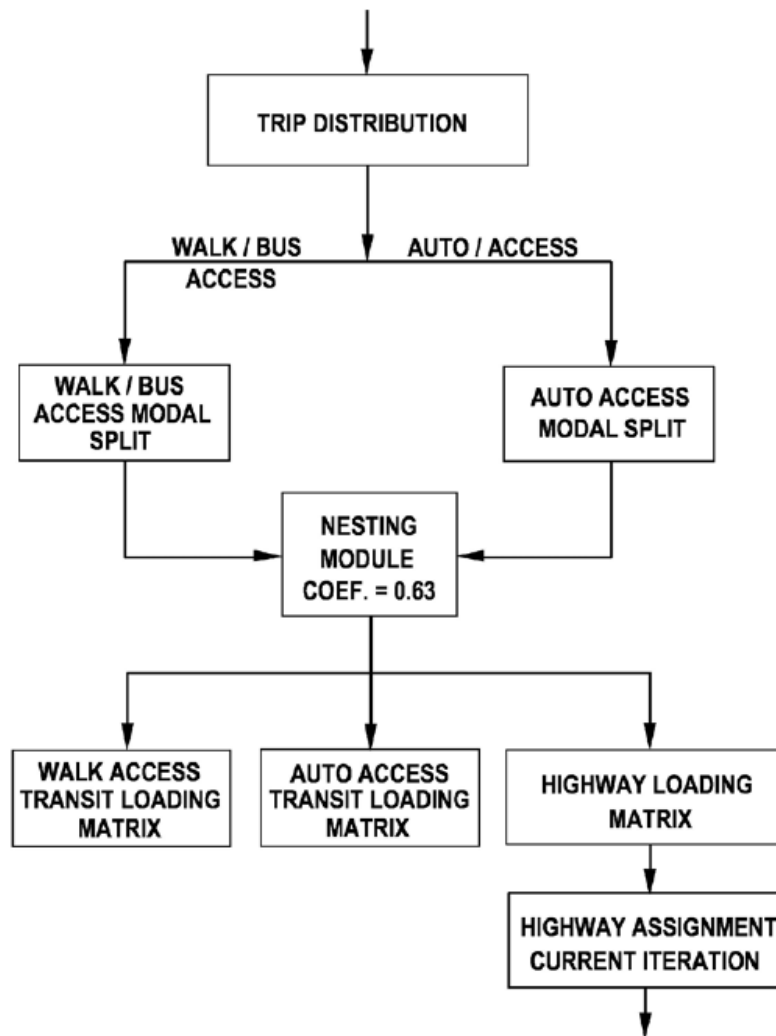 TRIP DISTRIBUTION
WALK / BUS
ACCESS
AUTO / ACCESS
WALK / BUS
ACCESS MODAL
SPLIT
AUTO ACCESS
MODAL SPLIT
NESTING
MODULE
COEF. = 0.63
WALK ACCESS
TRANSIT LOADING
MATRIX
AUTO ACCESS
TRANSIT LOADING
MATRIX
HIGHWAY LOADING
MATRIX
HIGHWAY ASSIGNMENT
CURRENT ITERATION